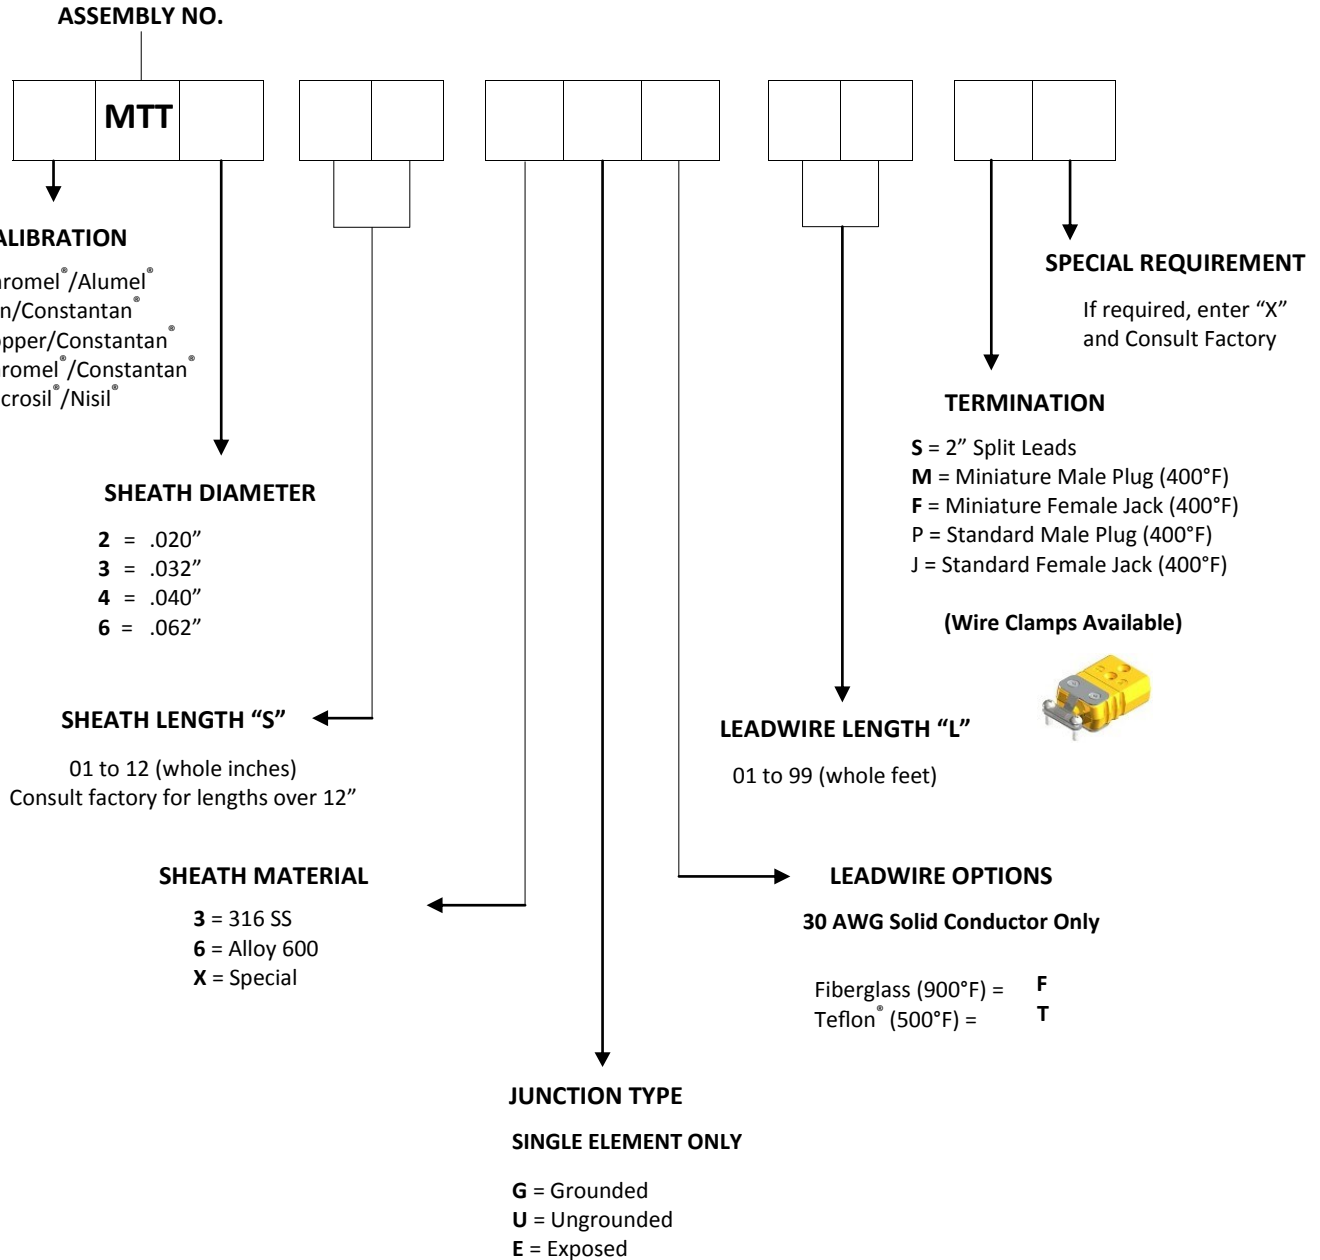 ASSEMBLY NO.
MTT
ALIBRATION
romel®/Alumel®
n/Constantan®
pper/Constantan®
romel®/Constantan®
crosil®/Nisil®
SPECIAL REQUIREMENT
If required, enter “X”
and Consult Factory
TERMINATION
S = 2” Split Leads
M = Miniature Male Plug (400°F)
F = Miniature Female Jack (400°F)
P = Standard Male Plug (400°F)
J = Standard Female Jack (400°F)
(Wire Clamps Available)
SHEATH DIAMETER
2 = .020”
3 = .032”
4 = .040”
6 = .062”
SHEATH LENGTH “S”
01 to 12 (whole inches)
Consult factory for lengths over 12”
LEADWIRE LENGTH “L”
01 to 99 (whole feet)
SHEATH MATERIAL
3 = 316 SS
6 = Alloy 600
X = Special
LEADWIRE OPTIONS
30 AWG Solid Conductor Only
Fiberglass (900°F) = F
Teflon® (500°F) = T
JUNCTION TYPE
SINGLE ELEMENT ONLY
G = Grounded
U = Ungrounded
E = Exposed